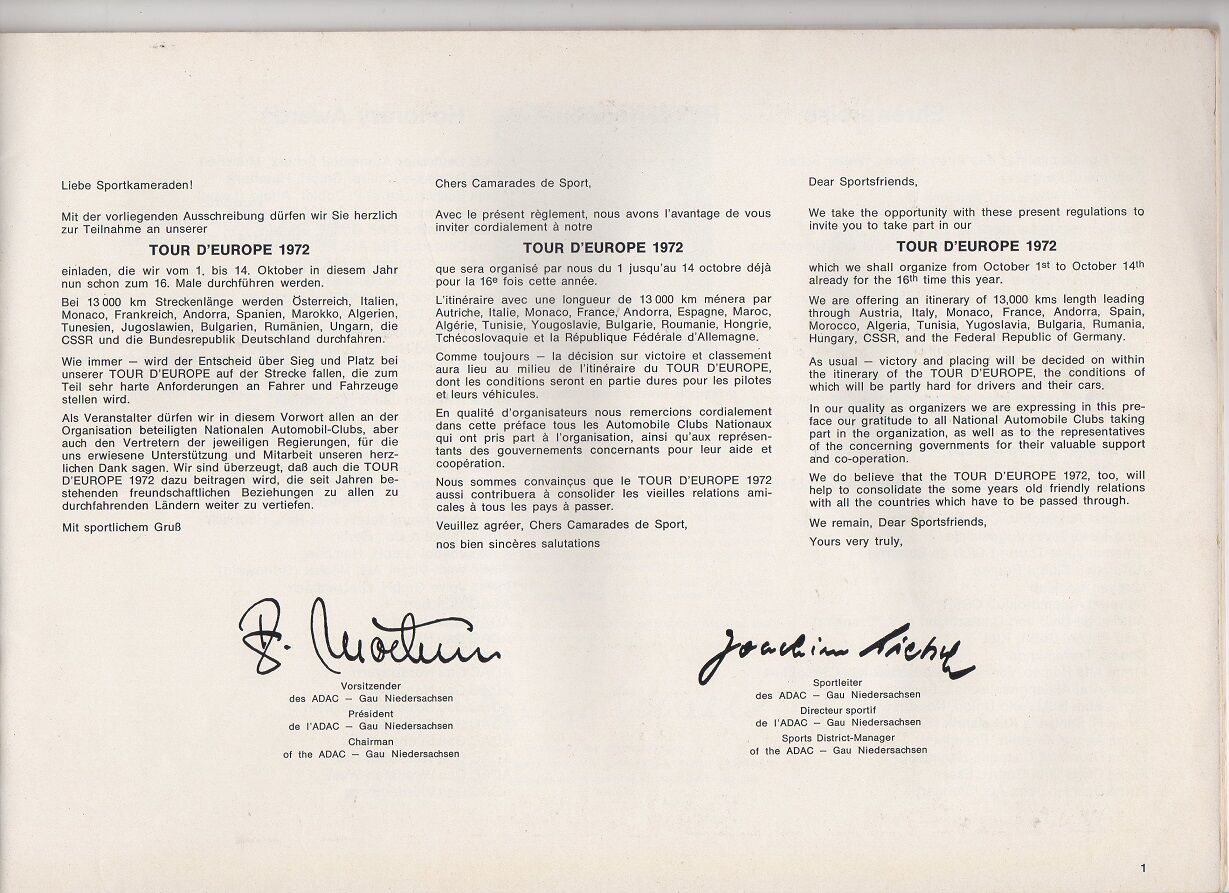 Liebe Sportkameraden!
Mit der vorliegenden Ausschreibung dürfen wir Sie herzlich
zur Teilnahme an unserer
TOUR D'EUROPE 1972
einladen, die wir vom 1. bis 14. Oktober in diesem Jahr
nun schon zum 16. Male durchführen werden.
Bei 13 000 km Streckenlänge werden Österreich, Italien,
Monaco, Frankreich, Andorra, Spanien, Marokko, Algerien,
Tunesien, Jugoslawien, Bulgarien, Rumänien, Ungarn, die
CSSR und die Bundesrepublik Deutschland durchfahren.
Wie immer — wird der Entscheid über Sieg und Platz bei
unserer TOUR D'EUROPE auf der Strecke fallen, die zum
Teil sehr harte Anforderungen an Fahrer und Fahrzeuge
stellen wird.
Als Veranstalter dürfen wir in diesem Vorwort allen an der
Organisation beteiligten Nationalen Automobil-Clubs, aber
auch den Vertretern der jeweiligen Regierungen, für die
uns erwiesene Unterstützung und Mitarbeit unseren herz-
lichen Dank sagen. Wir sind überzeugt, daß auch die TOUR
D'EUROPE 1972 dazu beitragen wird, die seit Jahren be-
stehenden freundschaftlichen Beziehungen zu allen zu
durchfahrenden Ländern weiter zu vertiefen.
Mit sportlichem Gruß
Chers Camarades de Sport,
Avec le présent règlement, nous avons l'avantage de vous
inviter cordialement à notre
TOUR D'EUROPE 1972
que sera organisé par nous du 1 jusqu'au 14 octobre déjà
pour la 16e fois cette année.
L'itinéraire avec une longueur de 13 000 km ménera par
Autriche, Italie, Monaco, France, Andorra, Espagne, Maroc,
Algérie, Tunisie, Yougoslavie, Bulgarie, Roumanie, Hongrie,
Tchécoslovaquie et la République Fédérale d'Allemagne.
Comme toujours — la décision sur victoire et classement
aura lieu au milieu de l'itinéraire du TOUR D'EUROPE,
dont les conditions seront en partie dures pour les pilotes
et leurs véhicules.
En qualité d'organisateurs nous remercions cordialement
dans cette préface tous les Automobile Clubs Nationaux
qui ont pris part à l'organisation, ainsi qu'aux représen-
tants des gouvernements concernants pour leur aide et
coopération.
Nous sommes convainçus que le TOUR D'EUROPE 1972
aussi contribuera à consolider les vieilles relations ami-
cales à tous les pays à passer.
Veuillez agréer, Chers Camarades de Sport,
nos bien sincères salutations
Dear Sportsfriends,
We take the opportunity with these present regulations to
invite you to take part in our
TOUR D'EUROPE 1972
which we shall organize from October 1st to October 14th
already for the 16th time this year.
We are offering an itinerary of 13,000 kms length leading
through Austria, Italy, Monaco, France, Andorra, Spain,
Morocco, Algeria, Tunisia, Yugoslavia, Bulgaria, Rumania,
Hungary, CSSR, and the Federal Republic of Germany.
As usual — victory and placing will be decided on within
the itinerary of the TOUR D'EUROPE, the conditions of
which will be partly hard for drivers and their cars.
In our quality as organizers we are expressing in this pre-
face our gratitude to all National Automobile Clubs taking
part in the organization, as well as to the representatives
of the concerning governments for their valuable support
and co-operation.
We do believe that the TOUR D'EUROPE 1972, too, will
help to consolidate the some years old friendly relations
with all the countries which have to be passed through.
We remain, Dear Sportsfriends,
Yours very truly,
Vorsitzender
des ADAC — Gau Niedersachsen
Président
de l'ADAC — Gau Niedersachsen
Chairman
of the ADAC — Gau Niedersachsen
Joachim
Sportleiter
des ADAC — Gau Niedersachsen
Directeur sportif
de l'ADAC — Gau Niedersachsen
Sports District-Manager
of the ADAC — Gau Niedersachsen
1